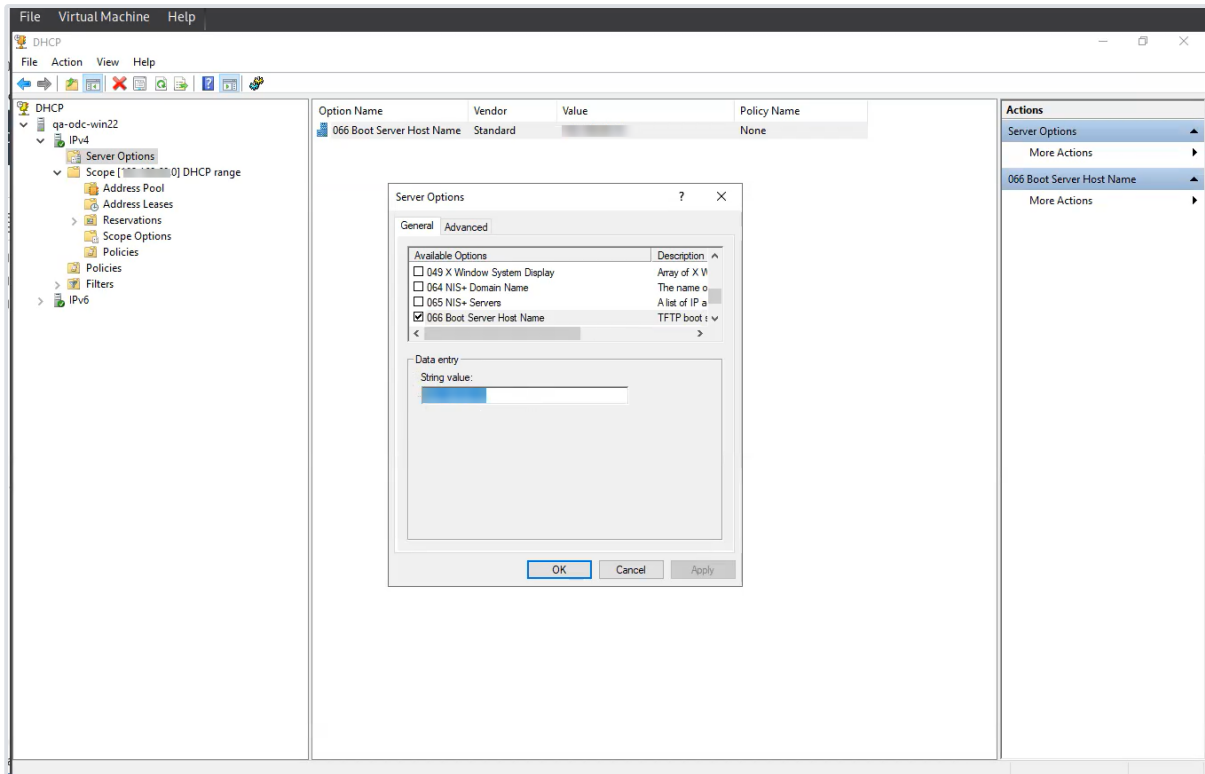 File Virtual Machine Help
DHCP
File Action View Help
DHCP
qa-odc-win22
IPv4
Server Options
Scope [ 0] DHCP range
Address Pool
Address Leases
Reservations
Scope Options
Policies
Policies
Filters
IPv6
Option Name Vendor Value Policy Name
066 Boot Server Host Name Standard None
Server Options ?
General Advanced
Available Options Description
049 X Window System Display Array of X W
064 NIS+ Domain Name The name o
065 NIS+ Servers A list of IP a
066 Boot Server Host Name TFTP boot s
Data entry
String value:
OK Cancel Apply
Actions
Server Options
More Actions
066 Boot Server Host Name
More Actions